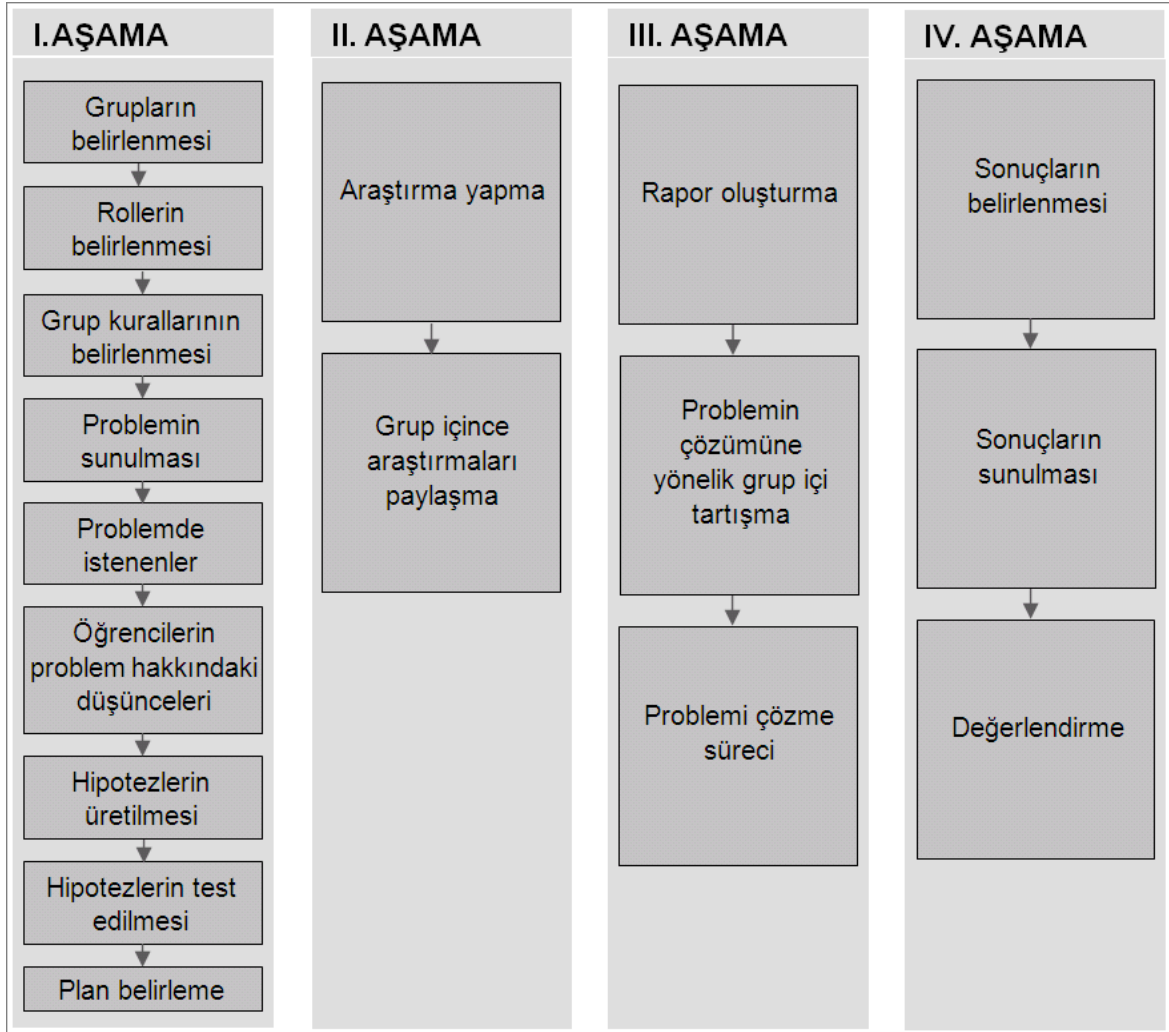 I.AŞAMA
Grupların
belirlenmesi
Rollerin
belirlenmesi
Grup kurallarının
belirlenmesi
Problemin
sunulması
Problemde
istenenler
Öğrencilerin
problem hakkındaki
düşünceleri
Hipotezlerin
üretilmesi
Hipotezlerin test
edilmesi
Plan belirleme
II. AŞAMA
Araştırma yapma
Grup içince
araştırmaları
paylaşma
III. AŞAMA
Rapor oluşturma
Problemin
çözümüne
yönelik grup içi
tartışma
Problemi çözme
süreci
IV. AŞAMA
Sonuçların
belirlenmesi
Sonuçların
sunulması
Değerlendirme